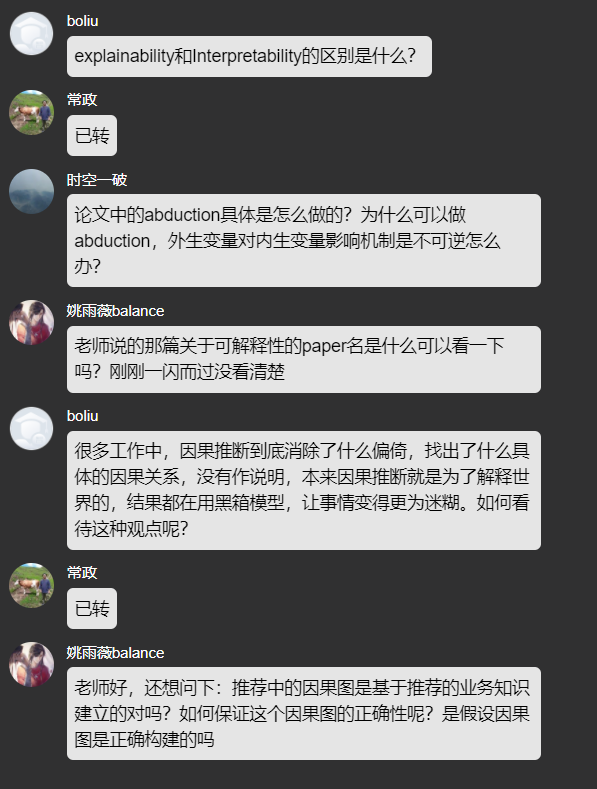 boliu
explainability和Interpretability的区别是什么？
常政
已转
时空一破
论文中的abduction具体是怎么做的？为什么可以做
abduction，外生变量对内生变量影响机制是不可逆怎么
办？
姚雨薇balance
老师说的那篇关于可解释性的paper名是什么可以看一下
吗？刚刚一闪而过没看清楚
boliu
很多工作中，因果推断到底消除了什么偏倚，找出了什么具
体的因果关系，没有作说明，本来因果推断就是为了解释世
界的，结果都在用黑箱模型，让事情变得更为迷糊。如何看
待这种观点呢？
常政
已转
姚雨薇balance
老师好，还想问下：推荐中的因果图是基于推荐的业务知识
建立的对吗？如何保证这个因果图的正确性呢？是假设因果
图是正确构建的吗